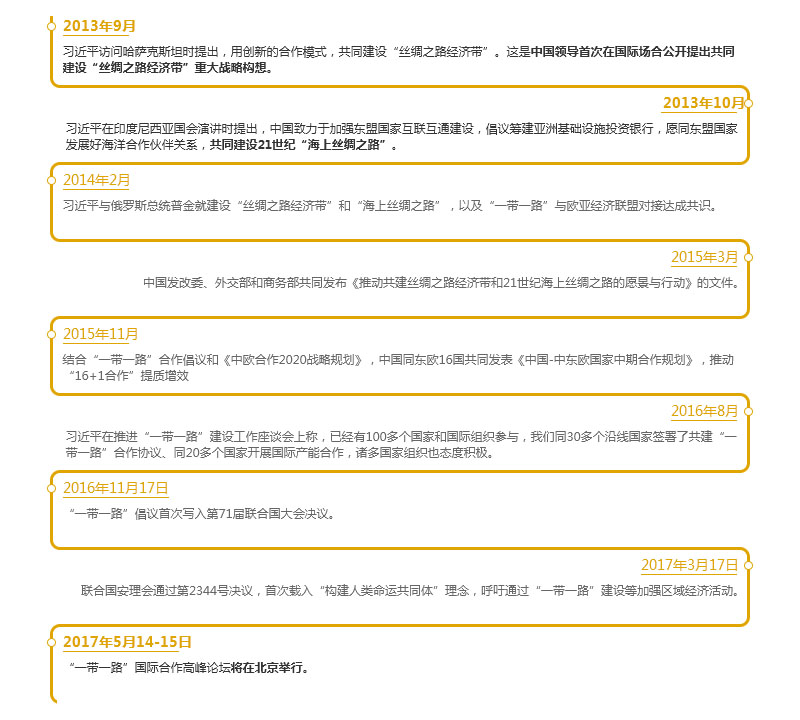 2013年9月
习近平访问哈萨克斯坦时提出，用创新的合作模式，共同建设“丝绸之路经济带”。这是中国领导首次在国际场合公开提出共同
建设“丝绸之路经济带”重大战略构想。
2013年10月
习近平在印度尼西亚国会演讲时提出，中国致力于加强东盟国家互联互通建设，倡议筹建亚洲基础设施投资银行，愿同东盟国家
发展好海洋合作伙伴关系，共同建设21世纪“海上丝绸之路”。
2014年2月
习近平与俄罗斯总统普金就建设“丝绸之路经济带”和“海上丝绸之路”，以及“一带一路”与欧亚经济联盟对接达成共识。
2015年3月
中国发改委、外交部和商务部共同发布《推动共建丝绸之路经济带和21世纪海上丝绸之路的愿景与行动》的文件。
2015年11月
结合“一带一路”合作倡议和《中欧合作2020战略规划》，中国同东欧16国共同发表《中国-中东欧国家中期合作规划》，推动
“16+1合作”提质增效
2016年8月
习近平在推进“一带一路”建设工作座谈会上称，已经有100多个国家和国际组织参与，我们同30多个沿线国家签署了共建“一
带一路”合作协议、同20多个国家开展国际产能合作，诸多国家组织也态度积极。
2016年11月17日
“一带一路”倡议首次写入第71届联合国大会决议。
2017年3月17日
联合国安理会通过第2344号决议，首次载入“构建人类命运共同体”理念，呼吁通过“一带一路”建设等加强区域经济活动。
2017年5月14-15日
“一带一路”国际合作高峰论坛将在北京举行。